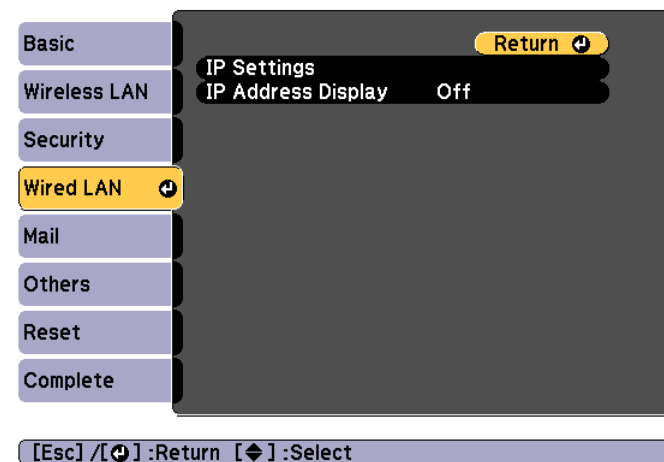 Basic
Wireless LAN
Security
Wired LAN
Mail
Others
Reset
Complete
Return
IP Settings
IP Address Display Off
[Esc] /[ ] :Return [ ] :Select